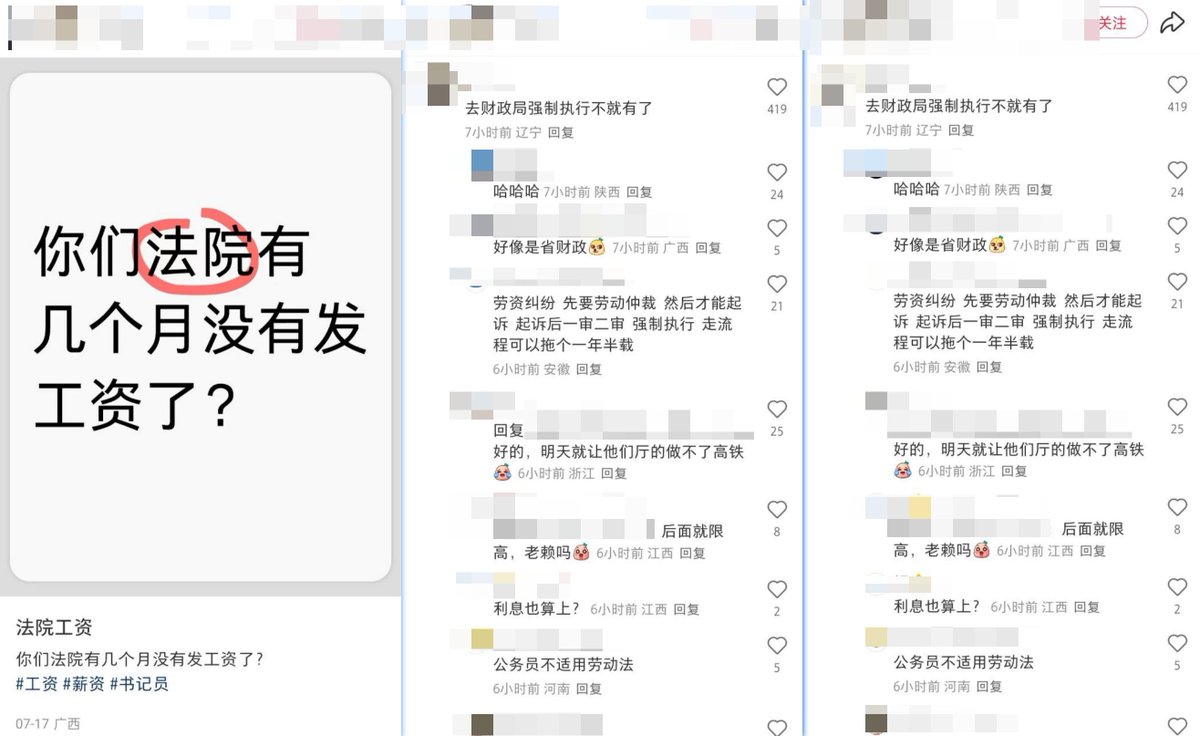 你们法院有
几个月没有发
工资了?
法院工资
你们法院有几个月没有发工资了?
#工资 #薪资 #书记员
07-17 广西
去财政局强制执行不就有了
419
7小时前 辽宁 回复
哈哈哈 7小时前 陕西 回复
24
好像是省财政 7小时前 广西 回复
5
劳资纠纷 先要劳动仲裁 然后才能起
21
诉 起诉后一审二审 强制执行 走流
程可以拖个一年半载
6小时前 安徽 回复
回复
25
好的,明天就让他们厅的做不了高铁
6小时前 浙江 回复
后面就限
8
高,老赖吗 6小时前 江西 回复
利息也算上? 6小时前 江西 回复
2
公务员不适用劳动法
5
6小时前 河南 回复
关注
去财政局强制执行不就有了
419
7小时前 辽宁 回复
哈哈哈 7小时前 陕西 回复
24
好像是省财政 7小时前 广西 回复
5
劳资纠纷 先要劳动仲裁 然后才能起
21
诉 起诉后一审二审 强制执行 走流
程可以拖个一年半载
6小时前 安徽 回复
25
好的,明天就让他们厅的做不了高铁
6小时前 浙江 回复
后面就限
8
高,老赖吗 6小时前 江西 回复
利息也算上? 6小时前 江西 回复
2
公务员不适用劳动法
5
6小时前 河南 回复